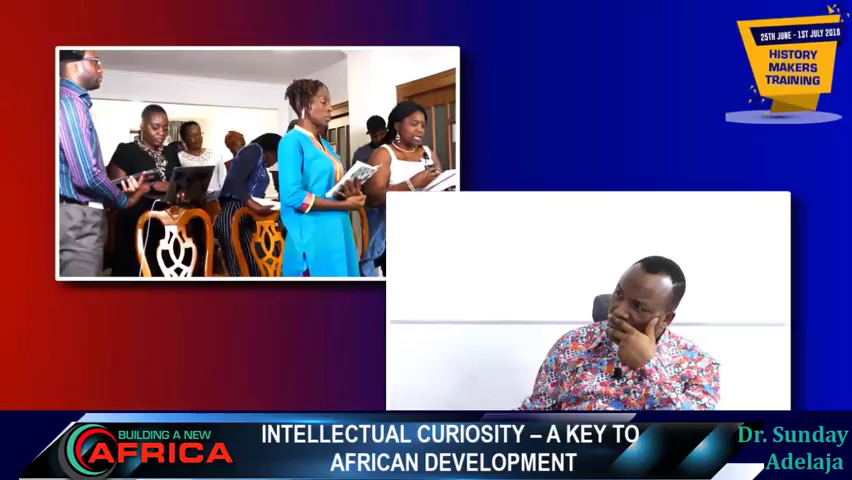 25TH JUNE - 1ST JULY 2018
HISTORY
MAKERS
TRAINING
BUILDING A NEW
AFRICA
INTELLECTUAL CURIOSITY – A KEY TO
AFRICAN DEVELOPMENT
Dr. Sunday
Adelaja